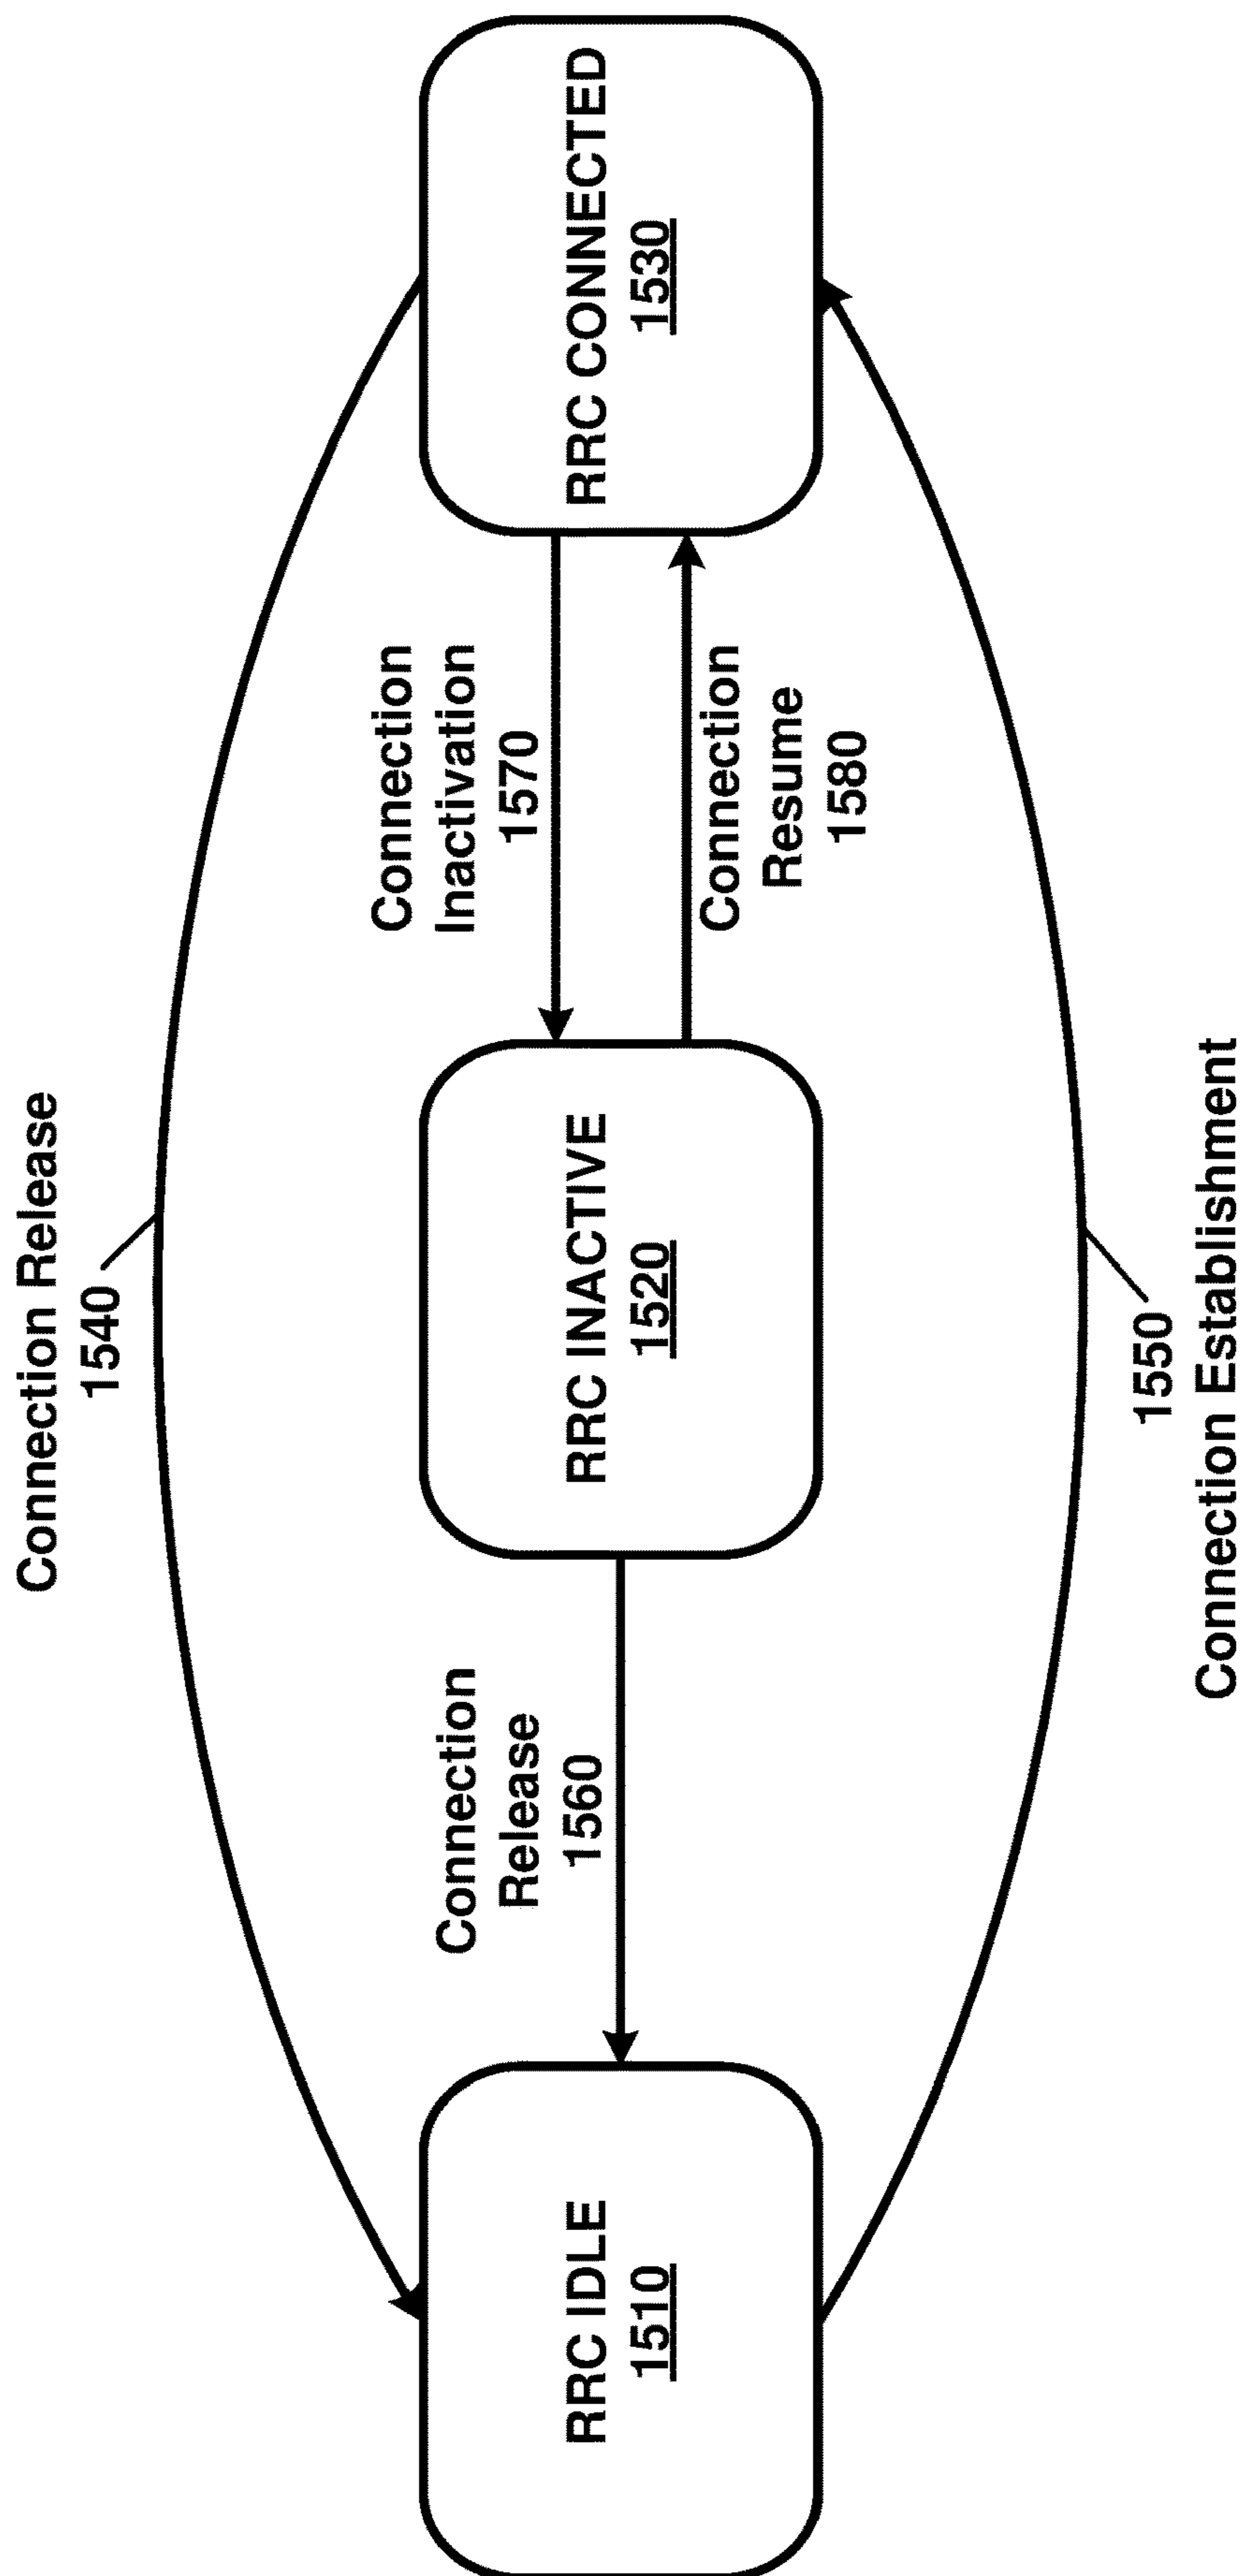 Connection Release
1540
RRC IDLE
1510
Connection
Release
1560
RRC INACTIVE
1520
Connection
Inactivation
1570
Connection
Resume
1580
RRC CONNECTED
1530
1550
Connection Establishment